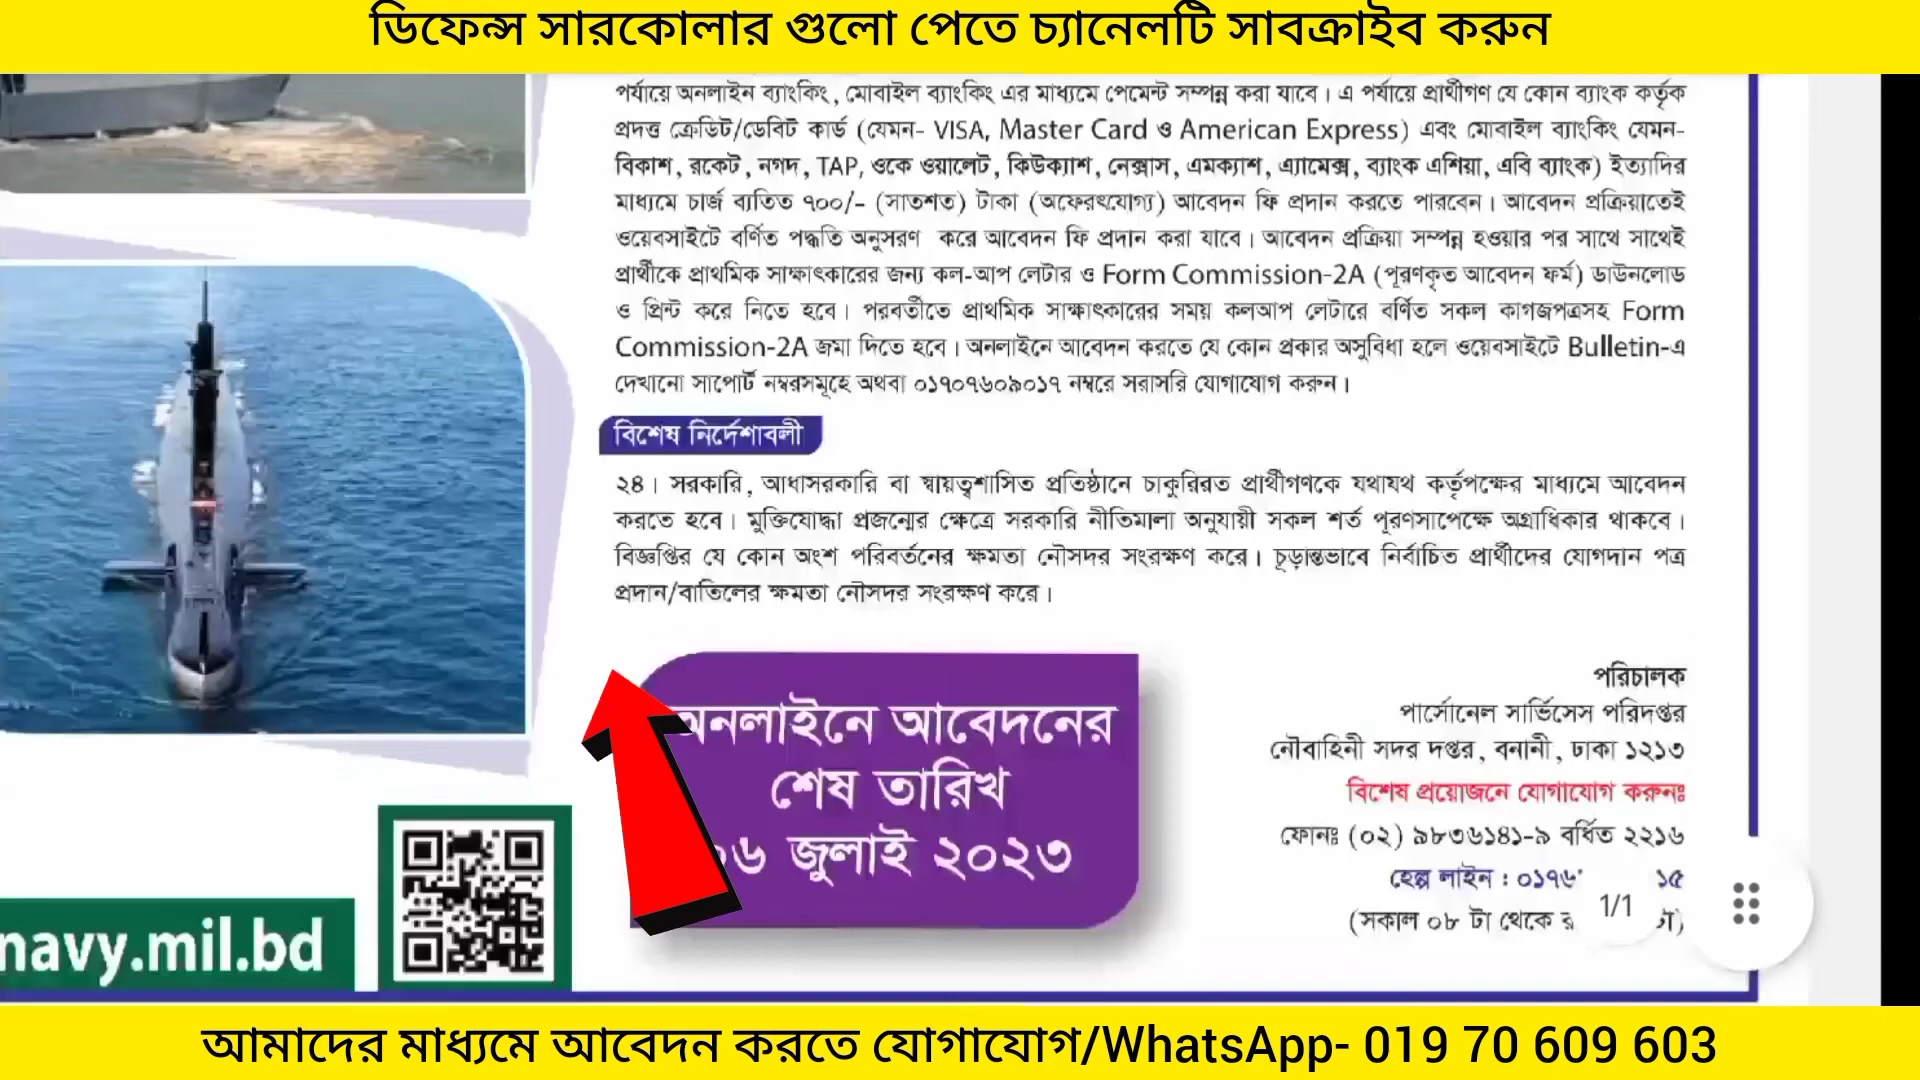 ডিফেন্স সারকোলার গুলো পেতে চ্যানেলটি সাবক্রাইব করুন
পর্যায়ে অনলাইন ব্যাংকিং, মোবাইল ব্যাংকিং এর মাধ্যমে পেমেন্ট সম্পন্ন করা যাবে। এ পর্যায়ে প্রার্থীগণ যে কোন ব্যাংক কর্তৃক
প্রদত্ত ক্রেডিট/ডেবিট কার্ড (যেমন- VISA, Master Card ও American Express) এবং মোবাইল ব্যাংকিং যেমন-
বিকাশ, রকেট, নগদ, TAP, ওকে ওয়ালেট, কিউক্যাশ, নেক্সাস, এমক্যাশ, এ্যামেক্স, ব্যাংক এশিয়া, এবি ব্যাংক) ইত্যাদির
মাধ্যমে চার্জ ব্যতিত ৭০০/- (সাতশত) টাকা (অফেরৎযোগ্য) আবেদন ফি প্রদান করতে পারবেন। আবেদন প্রক্রিয়াতেই
ওয়েবসাইটে বর্ণিত পদ্ধতি অনুসরণ করে আবেদন ফি প্রদান করা যাবে। আবেদন প্রক্রিয়া সম্পন্ন হওয়ার পর সাথে সাথেই
প্রার্থীকে প্রাথমিক সাক্ষাৎকারের জন্য কল-আপ লেটার ও Form Commission-2A (পূরণকৃত আবেদন ফর্ম) ডাউনলোড
ও প্রিন্ট করে নিতে হবে। পরবর্তীতে প্রাথমিক সাক্ষাৎকারের সময় কলআপ লেটারে বর্ণিত সকল কাগজপত্রসহ Form
Commission-2A জমা দিতে হবে। অনলাইনে আবেদন করতে যে কোন প্রকার অসুবিধা হলে ওয়েবসাইটে Bulletin-এ
দেখানো সাপোর্ট নম্বরসমূহে অথবা ০১৭০৭৬০৯০১৭ নম্বরে সরাসরি যোগাযোগ করুন।
বিশেষ নির্দেশাবলী
২৪। সরকারি, আধাসরকারি বা স্বায়ত্বশাসিত প্রতিষ্ঠানে চাকুরিরত প্রার্থীগণকে যথাযথ কর্তৃপক্ষের মাধ্যমে আবেদন
করতে হবে। মুক্তিযোদ্ধা প্রজন্মের ক্ষেত্রে সরকারি নীতিমালা অনুযায়ী সকল শর্ত পূরণসাপেক্ষে অগ্রাধিকার থাকবে।
বিজ্ঞপ্তির যে কোন অংশ পরিবর্তনের ক্ষমতা নৌসদর সংরক্ষণ করে। চূড়ান্তভাবে নির্বাচিত প্রার্থীদের যোগদান পত্র
প্রদান/বাতিলের ক্ষমতা নৌসদর সংরক্ষণ করে।
অনলাইনে আবেদনের
শেষ তারিখ
০৬ জুলাই ২০২৩
পরিচালক
পার্সোনেল সার্ভিসেস পরিদপ্তর
নৌবাহিনী সদর দপ্তর, বনানী, ঢাকা ১২১৩
বিশেষ প্রয়োজনে যোগাযোগ করুনঃ
ফোনঃ (০২) ৯৮৩৬১৪১-৯ বর্ধিত ২২১৬
হেল্প লাইন : ০১৭৬ ১৫
(সকাল ০৮ টা থেকে
1/1
navy.mil.bd
আমাদের মাধ্যমে আবেদন করতে যোগাযোগ/WhatsApp- 019 70 609 603